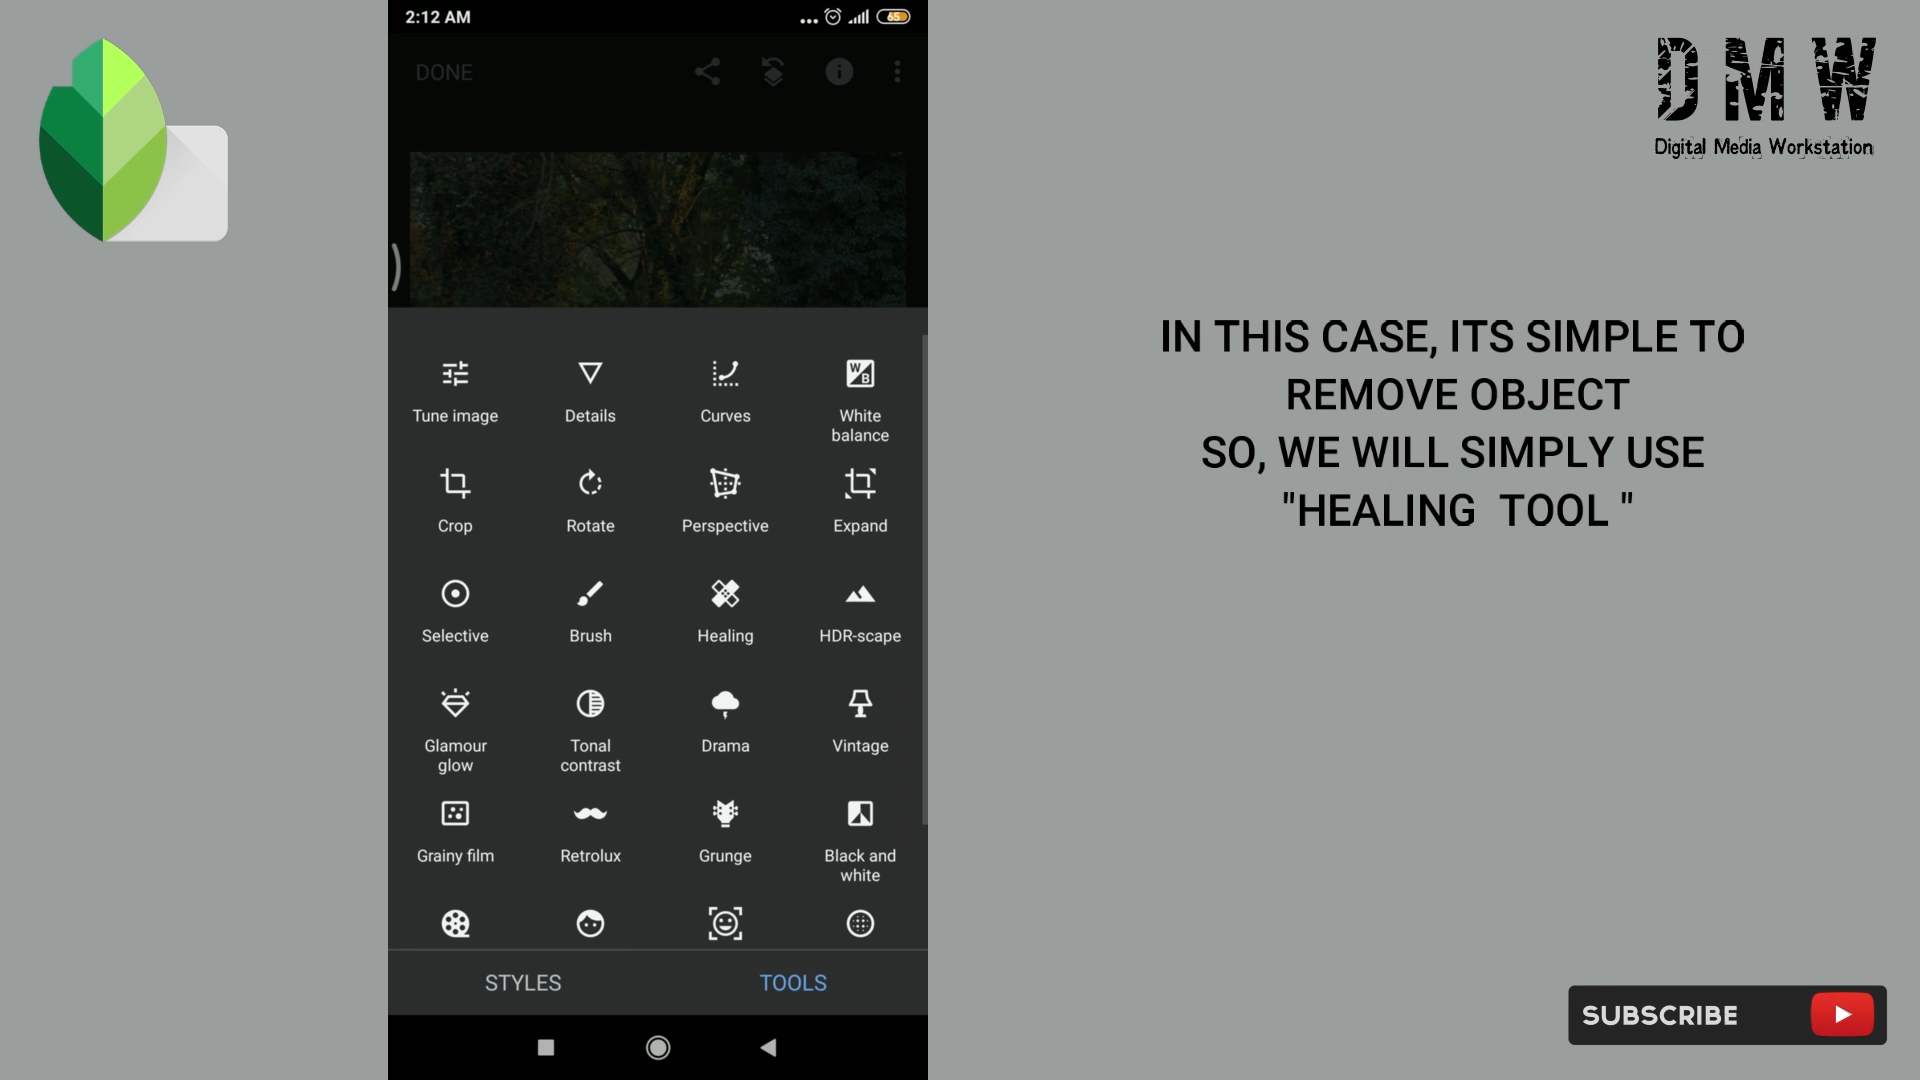 2:12 AM
65
DONE
Tune image
Details
Curves
White
balance
Crop
Rotate
Perspective
Expand
Selective
Brush
Healing
HDR-scape
Glamour
glow
Tonal
contrast
Drama
Vintage
Grainy film
Retrolux
Grunge
Black and
white
STYLES
TOOLS
DMW
Digital Media Workstation
IN THIS CASE, ITS SIMPLE TO
REMOVE OBJECT
SO, WE WILL SIMPLY USE
"HEALING TOOL "
SUBSCRIBE